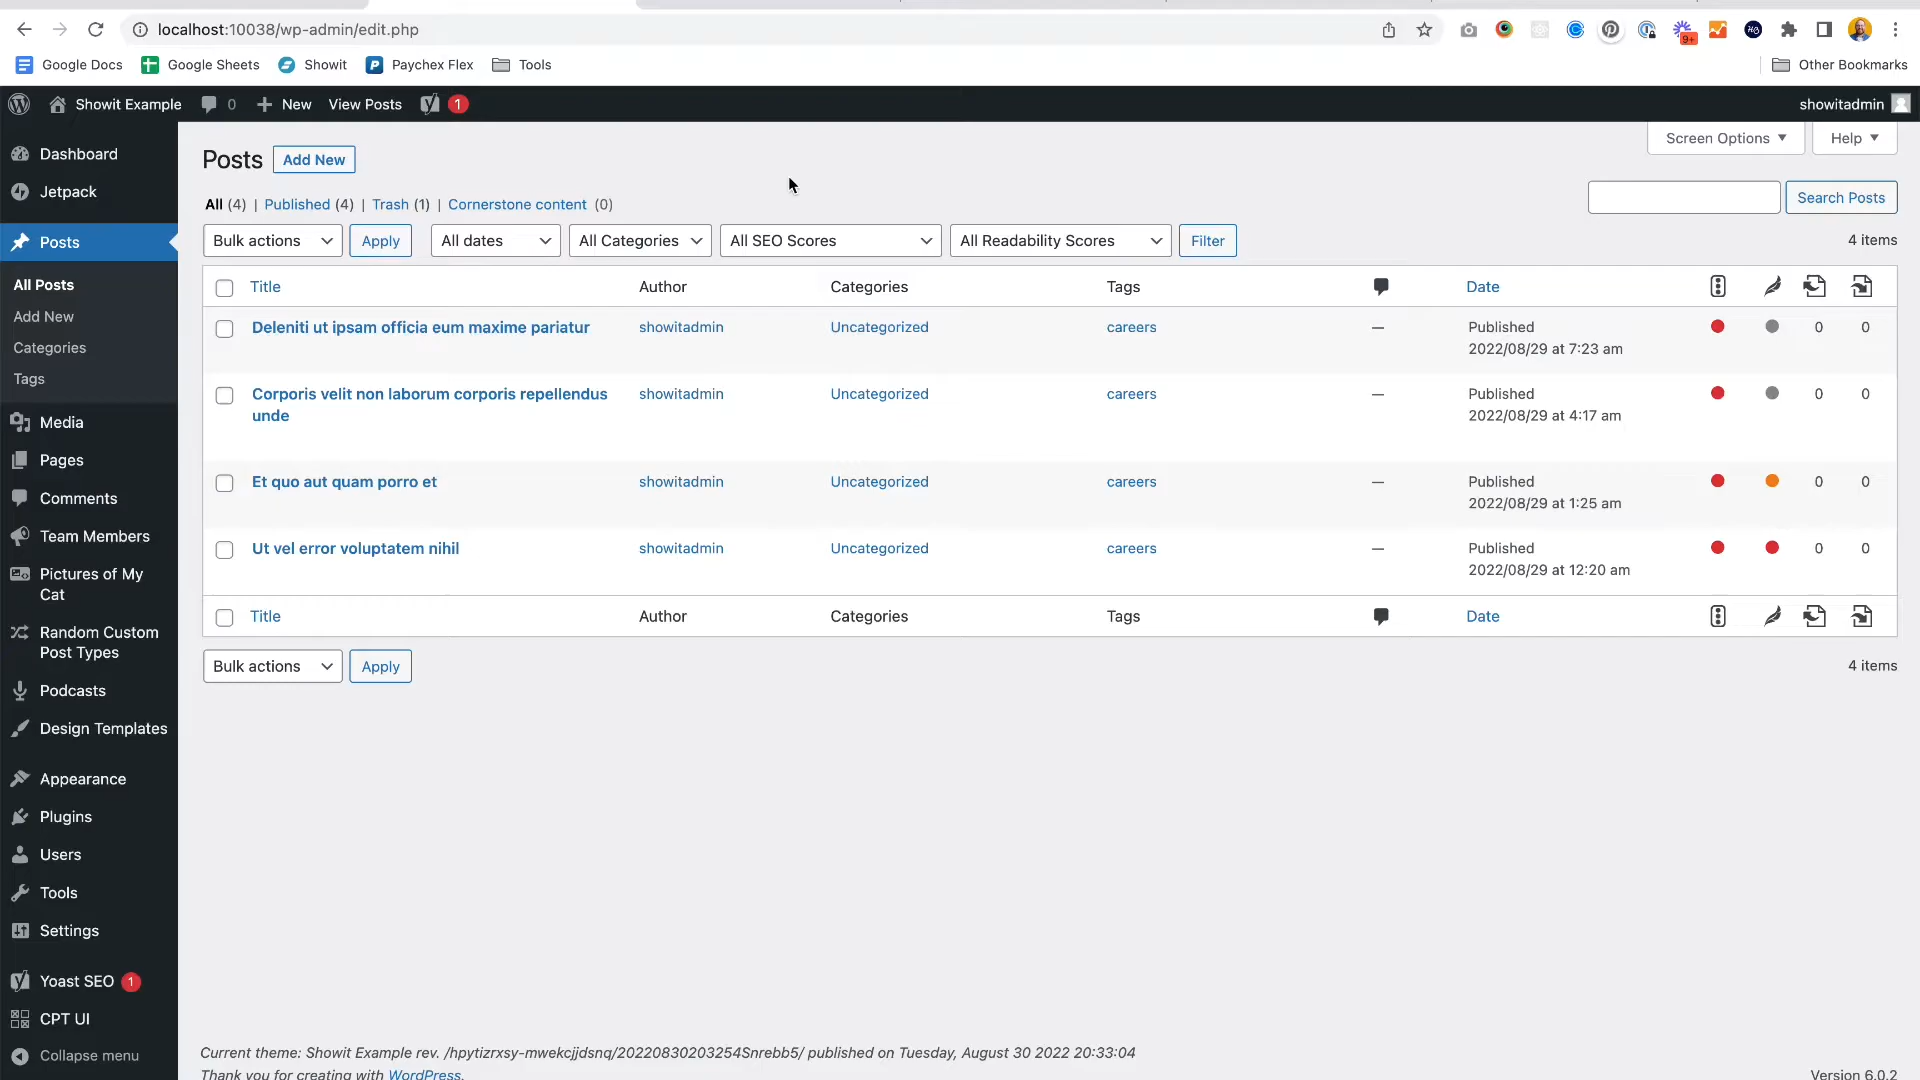 localhost:10038/wp-admin/edit.php
9+
Google Docs Google Sheets Showit Paychex Flex Tools Other Bookmarks
Showit Example 0 New View Posts 1 showitadmin
Dashboard
Jetpack
Posts
All Posts
Add New
Categories
Tags
Media
Pages
Comments
Team Members
Pictures of My
Cat
Random Custom
Post Types
Podcasts
Design Templates
Appearance
Plugins
Users
Tools
Settings
Yoast SEO 1
CPT UI
Collapse menu
Screen Options Help
Posts Add New
All (4) | Published (4) | Trash (1) | Cornerstone content (0)
Search Posts
Bulk actions Apply All dates All Categories All SEO Scores All Readability Scores Filter 4 items
Title Author Categories Tags Date
Deleniti ut ipsam officia eum maxime pariatur showitadmin Uncategorized careers — Published 0 0
2022/08/29 at 7:23 am
Corporis velit non laborum corporis repellendus showitadmin Uncategorized careers — Published 0 0
unde 2022/08/29 at 4:17 am
Et quo aut quam porro et showitadmin Uncategorized careers — Published 0 0
2022/08/29 at 1:25 am
Ut vel error voluptatem nihil showitadmin Uncategorized careers — Published 0 0
2022/08/29 at 12:20 am
Title Author Categories Tags Date
Bulk actions Apply 4 items
Current theme: Showit Example rev. /hpytizrxsy-mwekcjjdsnq/20220830203254Snrebb5/ published on Tuesday, August 30 2022 20:33:04
Thank you for creating with WordPress. Version 6.0.2